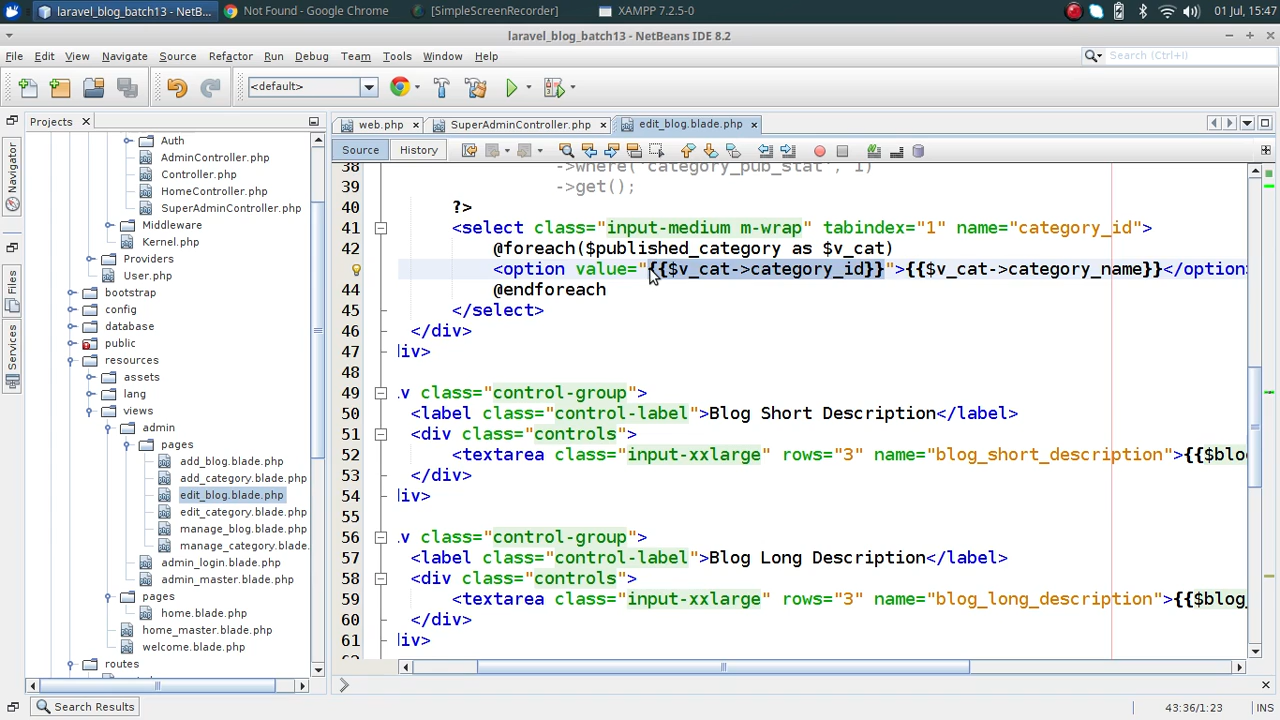 laravel_blog_batch13 - NetB...
Not Found - Google Chrome
[SimpleScreenRecorder]
XAMPP 7.2.5-0
01 Jul, 15:47
laravel_blog_batch13 - NetBeans IDE 8.2
File Edit View Navigate Source Refactor Run Debug Team Tools Window Help
Search (Ctrl+I)
<default>
Projects
web.php
SuperAdminController.php
edit_blog.blade.php
Source History
Navigator
Files
Services
Auth
AdminController.php
Controller.php
HomeController.php
SuperAdminController.php
Middleware
Kernel.php
Providers
User.php
bootstrap
config
database
public
resources
assets
lang
views
admin
pages
add_blog.blade.php
add_category.blade.php
edit_blog.blade.php
edit_category.blade.php
manage_blog.blade.php
manage_category.blade.
admin_login.blade.php
admin_master.blade.php
pages
home.blade.php
home_master.blade.php
welcome.blade.php
routes
38 ->where('category_pub_stat', 1)
39 ->get();
40 ?>
41 <select class="input-medium m-wrap" tabindex="1" name="category_id">
42 @foreach($published_category as $v_cat)
<option value="{{$v_cat->category_id}}">{{$v_cat->category_name}}</option>
44 @endforeach
45 </select>
46 </div>
47 iv>
48
49 v class="control-group">
50 <label class="control-label">Blog Short Description</label>
51 <div class="controls">
52 <textarea class="input-xxlarge" rows="3" name="blog_short_description">{{$blo
53 </div>
54 iv>
55
56 v class="control-group">
57 <label class="control-label">Blog Long Description</label>
58 <div class="controls">
59 <textarea class="input-xxlarge" rows="3" name="blog_long_description">{{$blog
60 </div>
61 iv>
Search Results
43:36/1:23
INS